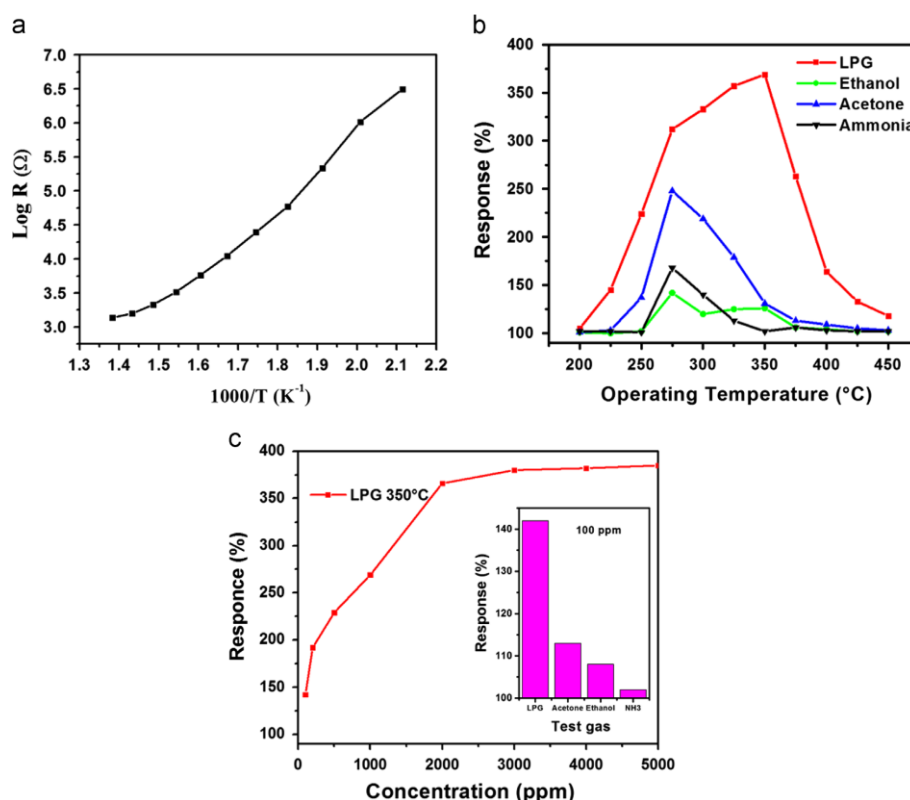 a
7.0
6.5
6.0
5.5
5.0
4.5
4.0
3.5
3.0
Log R (Ω)
1.3 1.4 1.5 1.6 1.7 1.8 1.9 2.0 2.1 2.2
1000/T (K⁻¹)
b
400
350
300
250
200
150
100
Response (%)
LPG
Ethanol
Acetone
Ammonia
200 250 300 350 400 450
Operating Temperature (°C)
c
400
350
300
250
200
150
100
Responce (%)
LPG 350°C
0 1000 2000 3000 4000 5000
Concentration (ppm)
100 ppm
140
130
120
110
100
Response (%)
LPG Acetone Ethanol NH3
Test gas